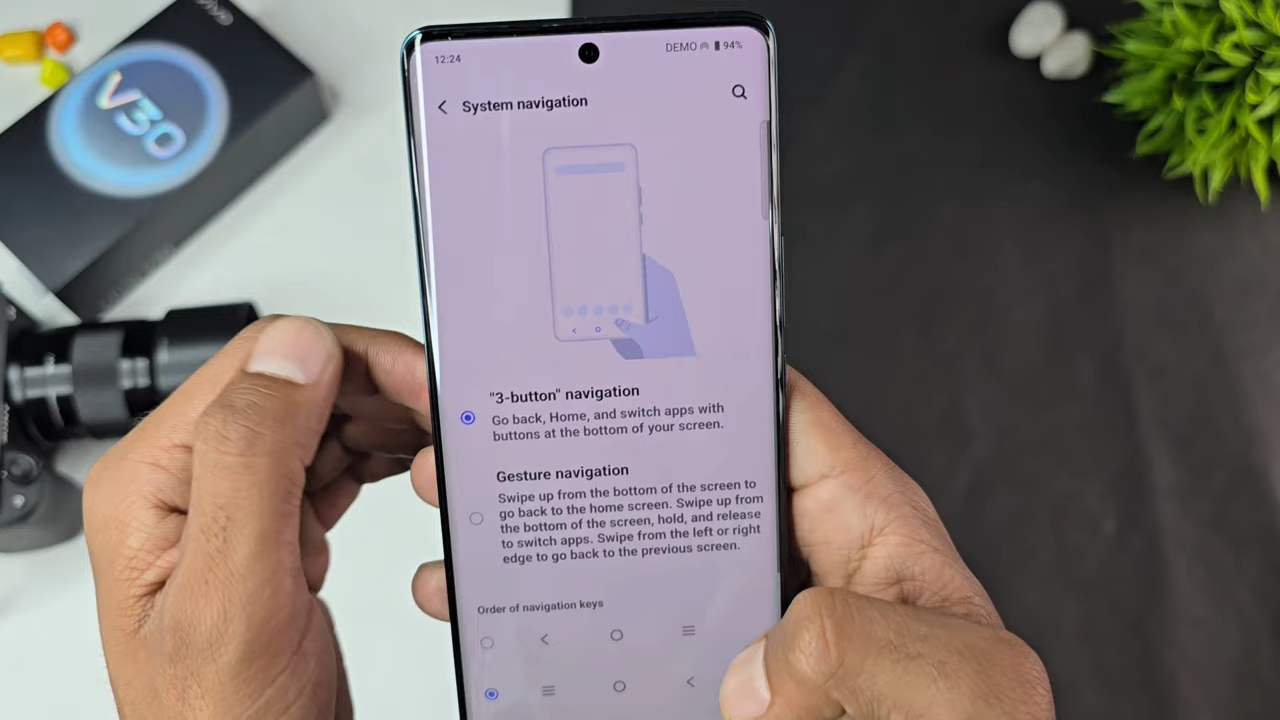 vivo
V30
12:24
DEMO 94%
System navigation
"3-button" navigation
Go back, Home, and switch apps with
buttons at the bottom of your screen.
Gesture navigation
Swipe up from the bottom of the screen to
go back to the home screen. Swipe up from
the bottom of the screen, hold, and release
to switch apps. Swipe from the left or right
edge to go back to the previous screen.
Order of navigation keys